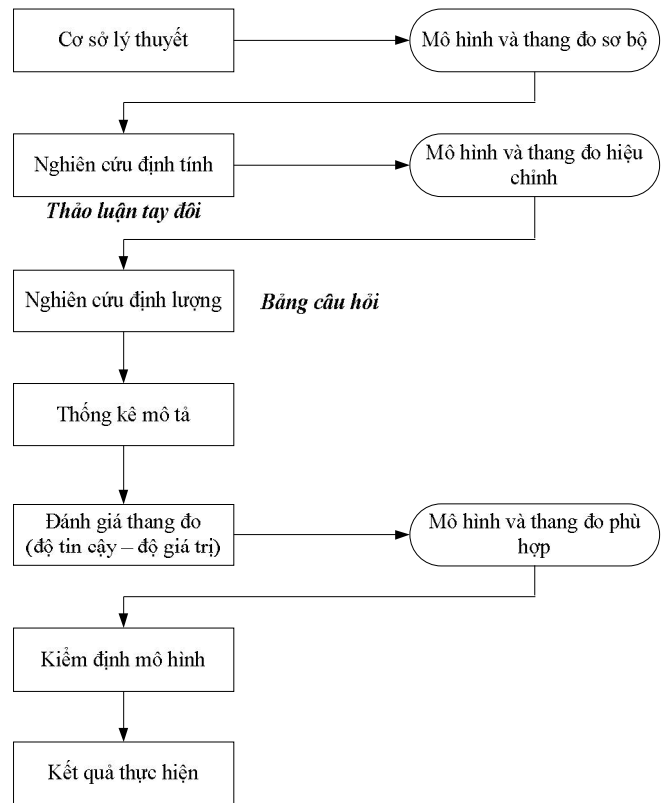 Cơ sở lý thuyết
Mô hình và thang đo sơ bộ
Nghiên cứu định tính
Mô hình và thang đo hiệu
chỉnh
Thảo luận tay đôi
Nghiên cứu định lượng
Bảng câu hỏi
Thống kê mô tả
Đánh giá thang đo
(độ tin cậy – độ giá trị)
Mô hình và thang đo phù
hợp
Kiểm định mô hình
Kết quả thực hiện